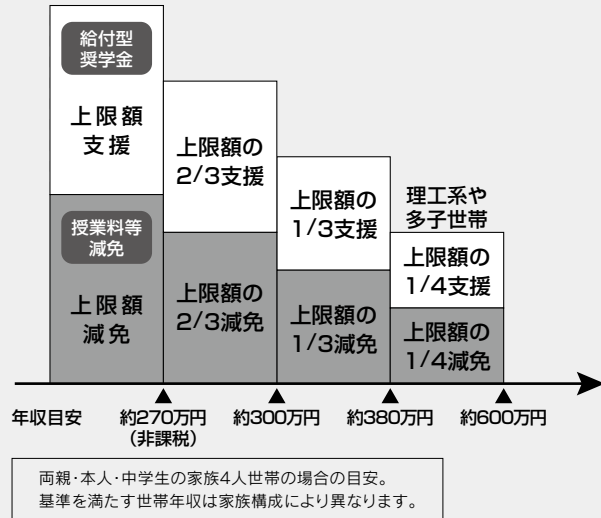 給付型
奨学金
上限額
支援
授業料等
減免
上限額
減免
上限額の
2/3支援
上限額の
2/3減免
上限額の
1/3支援
上限額の
1/3減免
理工系や
多子世帯
上限額の
1/4支援
上限額の
1/4減免
年収目安
約270万円
(非課税)
約300万円
約380万円
約600万円
両親・本人・中学生の家族4人世帯の場合の目安。
基準を満たす世帯年収は家族構成により異なります。